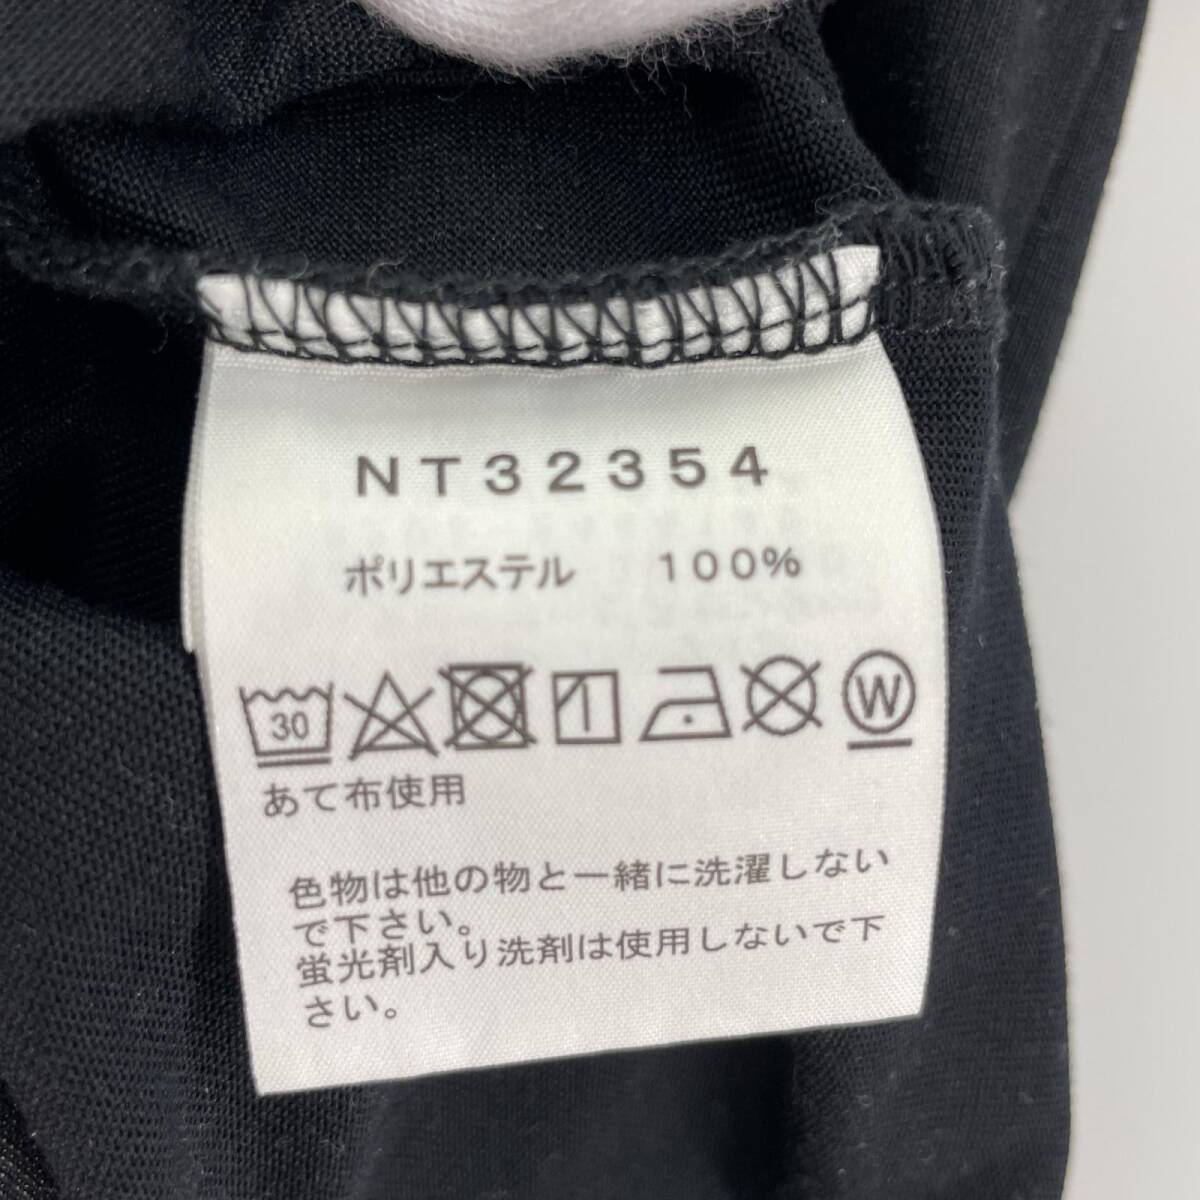 NT32354
ポリエステル 100%
30 W
あて布使用
色物は他の物と一緒に洗濯しない
で下さい。
蛍光剤入り洗剤は使用しないで下
さい。